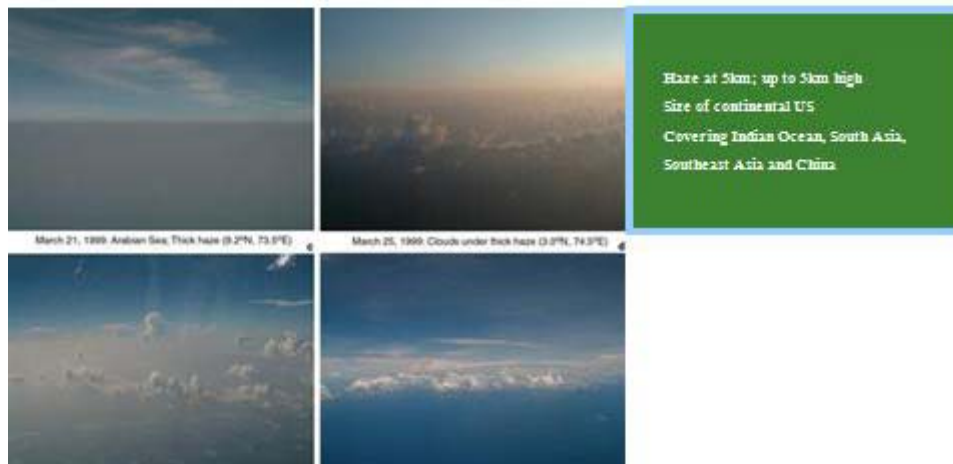 Haze at 5km; up to 5km high
Size of continental US
Covering Indian Ocean, South Asia,
Southeast Asia and China
March 21, 1999: Arabian Sea; Thick haze (9.2°N, 73.5°E)
March 25, 1999: Clouds under thick haze (3.0°N, 74.5°E)